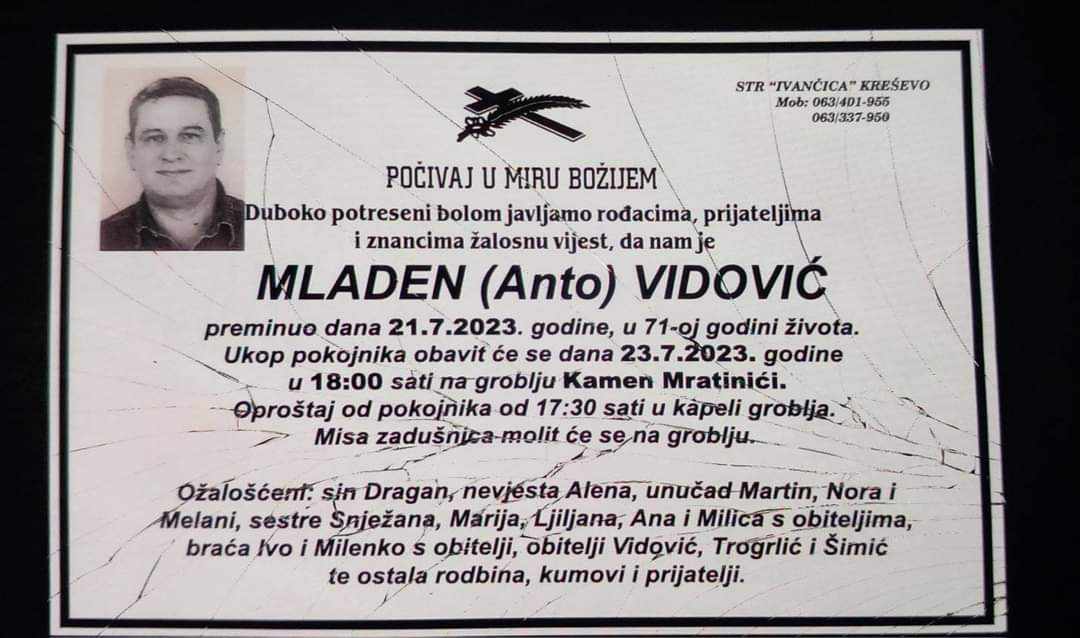 STR "IVANČICA" KREŠEVO
Mob: 063/401-955
063/337-950
POČIVAJ U MIRU BOŽIJEM
Duboko potreseni bolom javljamo rođacima, prijateljima
i znancima žalosnu vijest, da nam je
MLADEN (Anto) VIDOVIĆ
preminuo dana 21.7.2023. godine, u 71-oj godini života.
Ukop pokojnika obavit će se dana 23.7.2023. godine
u 18:00 sati na groblju Kamen Mratinići.
Oproštaj od pokojnika od 17:30 sati u kapeli groblja.
Misa zadušnica molit će se na groblju.
Ožalošćeni: sin Dragan, nevjesta Alena, unučad Martin, Nora i
Melani, sestre Snježana, Marija, Ljiljana, Ana i Milica s obiteljima,
braća Ivo i Milenko s obitelji, obitelji Vidović, Trogrlić i Šimić
te ostala rodbina, kumovi i prijatelji.